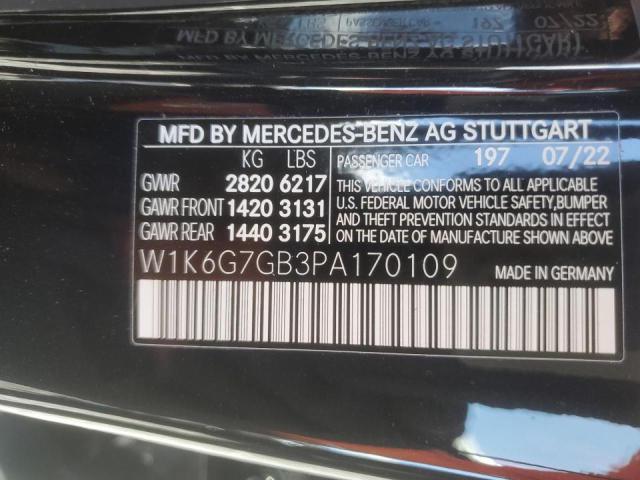 MFD BY MERCEDES-BENZ AG STUTTGART
KG LBS PASSENGER CAR 197 07/22
GVWR 2820 6217 THIS VEHICLE CONFORMS TO ALL APPLICABLE
U.S. FEDERAL MOTOR VEHICLE SAFETY,BUMPER
GAWR FRONT 1420 3131 AND THEFT PREVENTION STANDARDS IN EFFECT
GAWR REAR 1440 3175 ON THE DATE OF MANUFACTURE SHOWN ABOVE.
W1K6G7GB3PA170109 MADE IN GERMANY